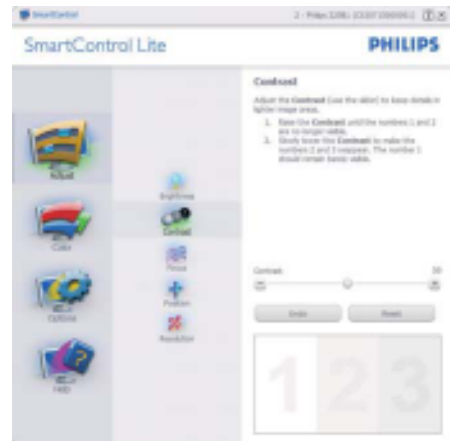 SmartControl
SmartControl Lite
PHILIPS
Contrast
Adjust the Contrast (use the slider) to keep details in
lighter image areas.
1. Raise the Contrast until the numbers 1 and 2
are no longer visible.
2. Slowly lower the Contrast to make the
numbers 2 and 3 reappear. The number 3
should remain barely visible.
Adjust
Color
Options
Help
Brightness
Contrast
Focus
Position
Resolution
Contrast
Undo
Reset
1 2 3